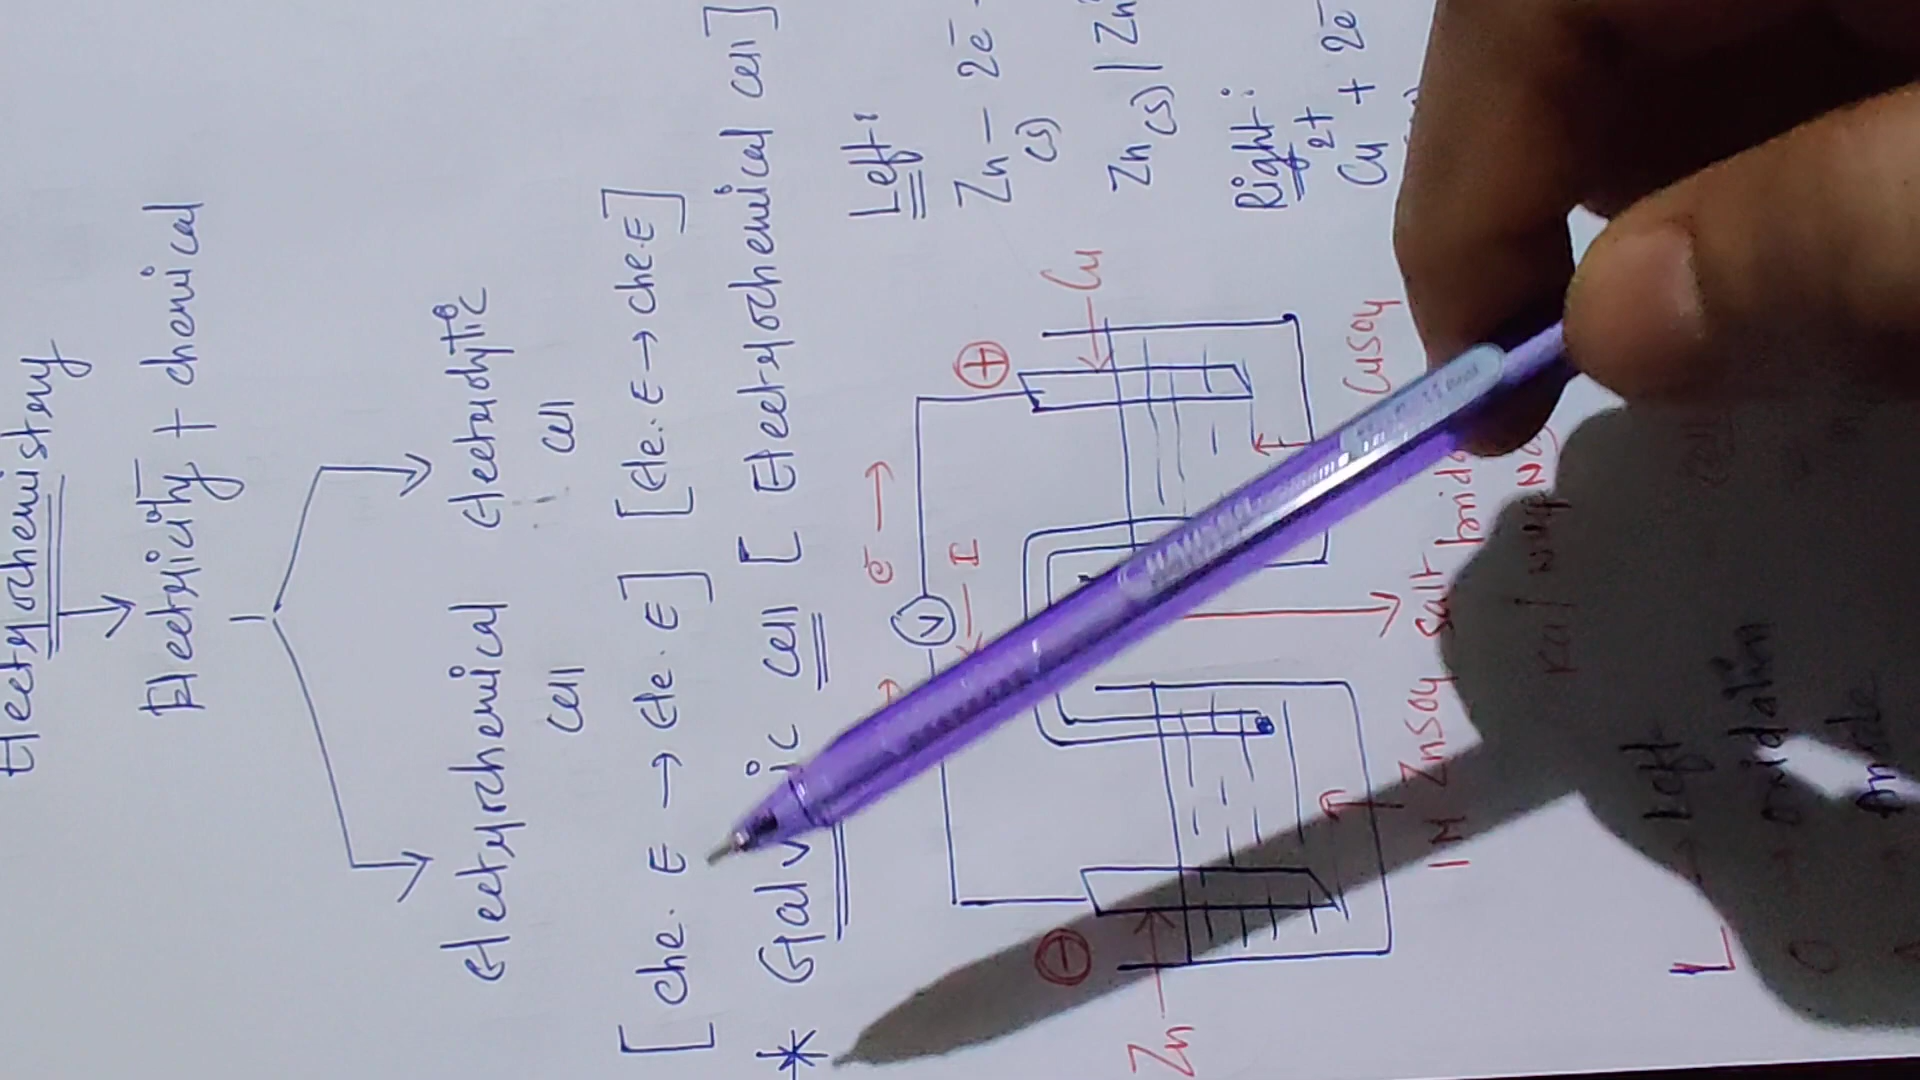 Electrochemistry
Electricity + chemical
Electrochemical cell
Electrolytic cell
[che. E → Ele. E] [Ele. E → che. E]
* Galvanic cell [Electrochemical cell]
e⁻ →
I
V
⊖
⊕
Zn
Cu
1M ZnSO4
Salt bridge
CuSO4
Left:
Zn(s) - 2e⁻
Zn(s) | Zn
Right:
Cu²⁺ + 2e⁻
L → Left
O → oxidation